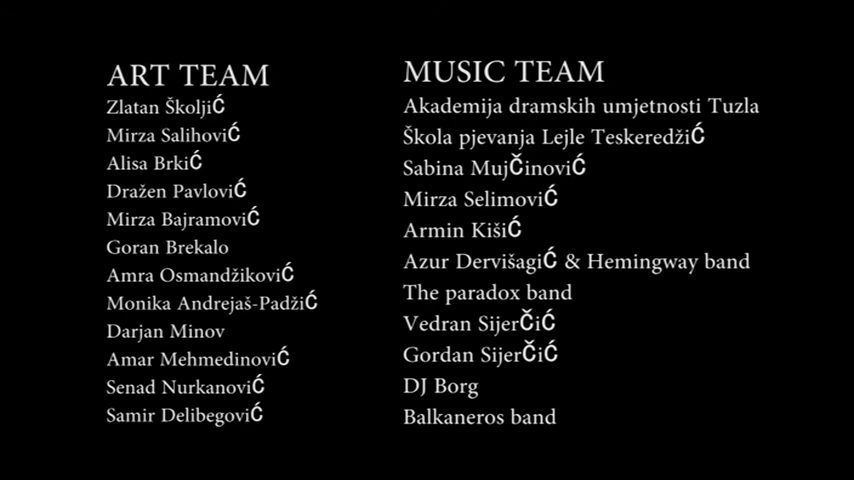 ART TEAM
Zlatan ŠkoljiĆ
Mirza SalihoviĆ
Alisa BrkiĆ
Dražen PavloviĆ
Mirza BajramoviĆ
Goran Brekalo
Amra OsmandžikoviĆ
Monika Andrejaš-PadžiĆ
Darjan Minov
Amar MehmedinoviĆ
Senad NurkanoviĆ
Samir DelibegoviĆ
MUSIC TEAM
Akademija dramskih umjetnosti Tuzla
Škola pjevanja Lejle TeskeredžiĆ
Sabina MujČinoviĆ
Mirza SelimoviĆ
Armin KišiĆ
Azur DervišagiĆ & Hemingway band
The paradox band
Vedran SijerČiĆ
Gordan SijerČiĆ
DJ Borg
Balkaneros band